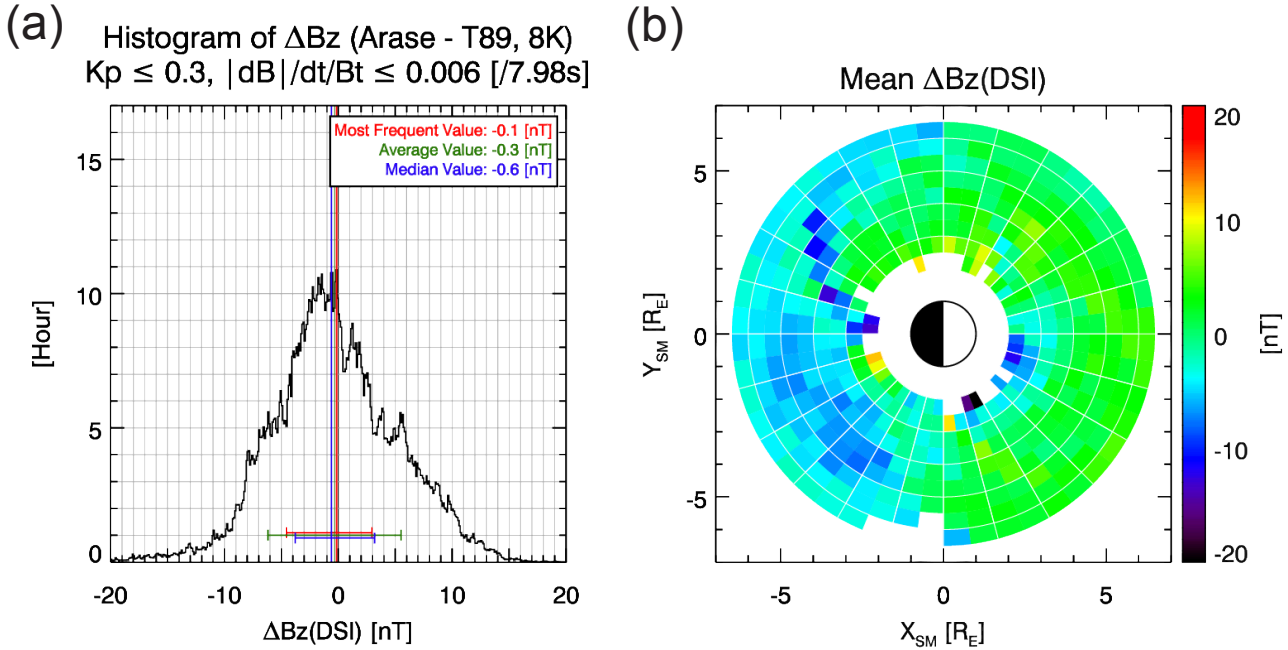 (a)
Histogram of ΔBz (Arase - T89, 8K)
Kp ≤ 0.3, |dB|/dt/Bt ≤ 0.006 [/7.98s]
Most Frequent Value: -0.1 [nT]
Average Value: -0.3 [nT]
Median Value: -0.6 [nT]
15
10
5
0
[Hour]
-20 -10 0 10 20
ΔBz(DSI) [nT]
(b)
Mean ΔBz(DSI)
5
0
-5
Y_SM [R_E]
-5 0 5
X_SM [R_E]
20
10
0
-10
-20
[nT]